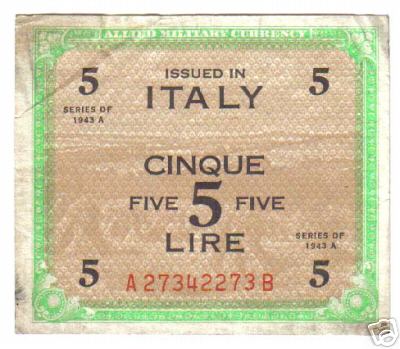 ALLIED MILITARY CURRENCY
5 ISSUED IN 5
ITALY
SERIES OF
1943 A
CINQUE
FIVE 5 FIVE
LIRE
SERIES OF
1943 A
5 A27342273B 5